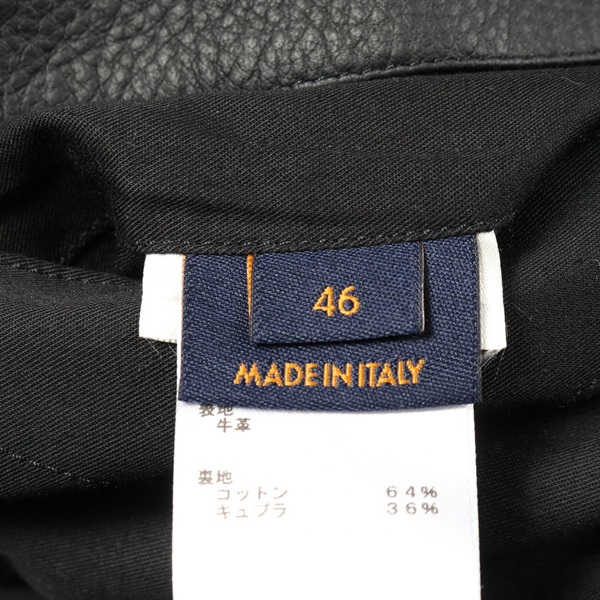 46
MADE IN ITALY
表地
牛革
裏地
コットン 64%
キュプラ 36%